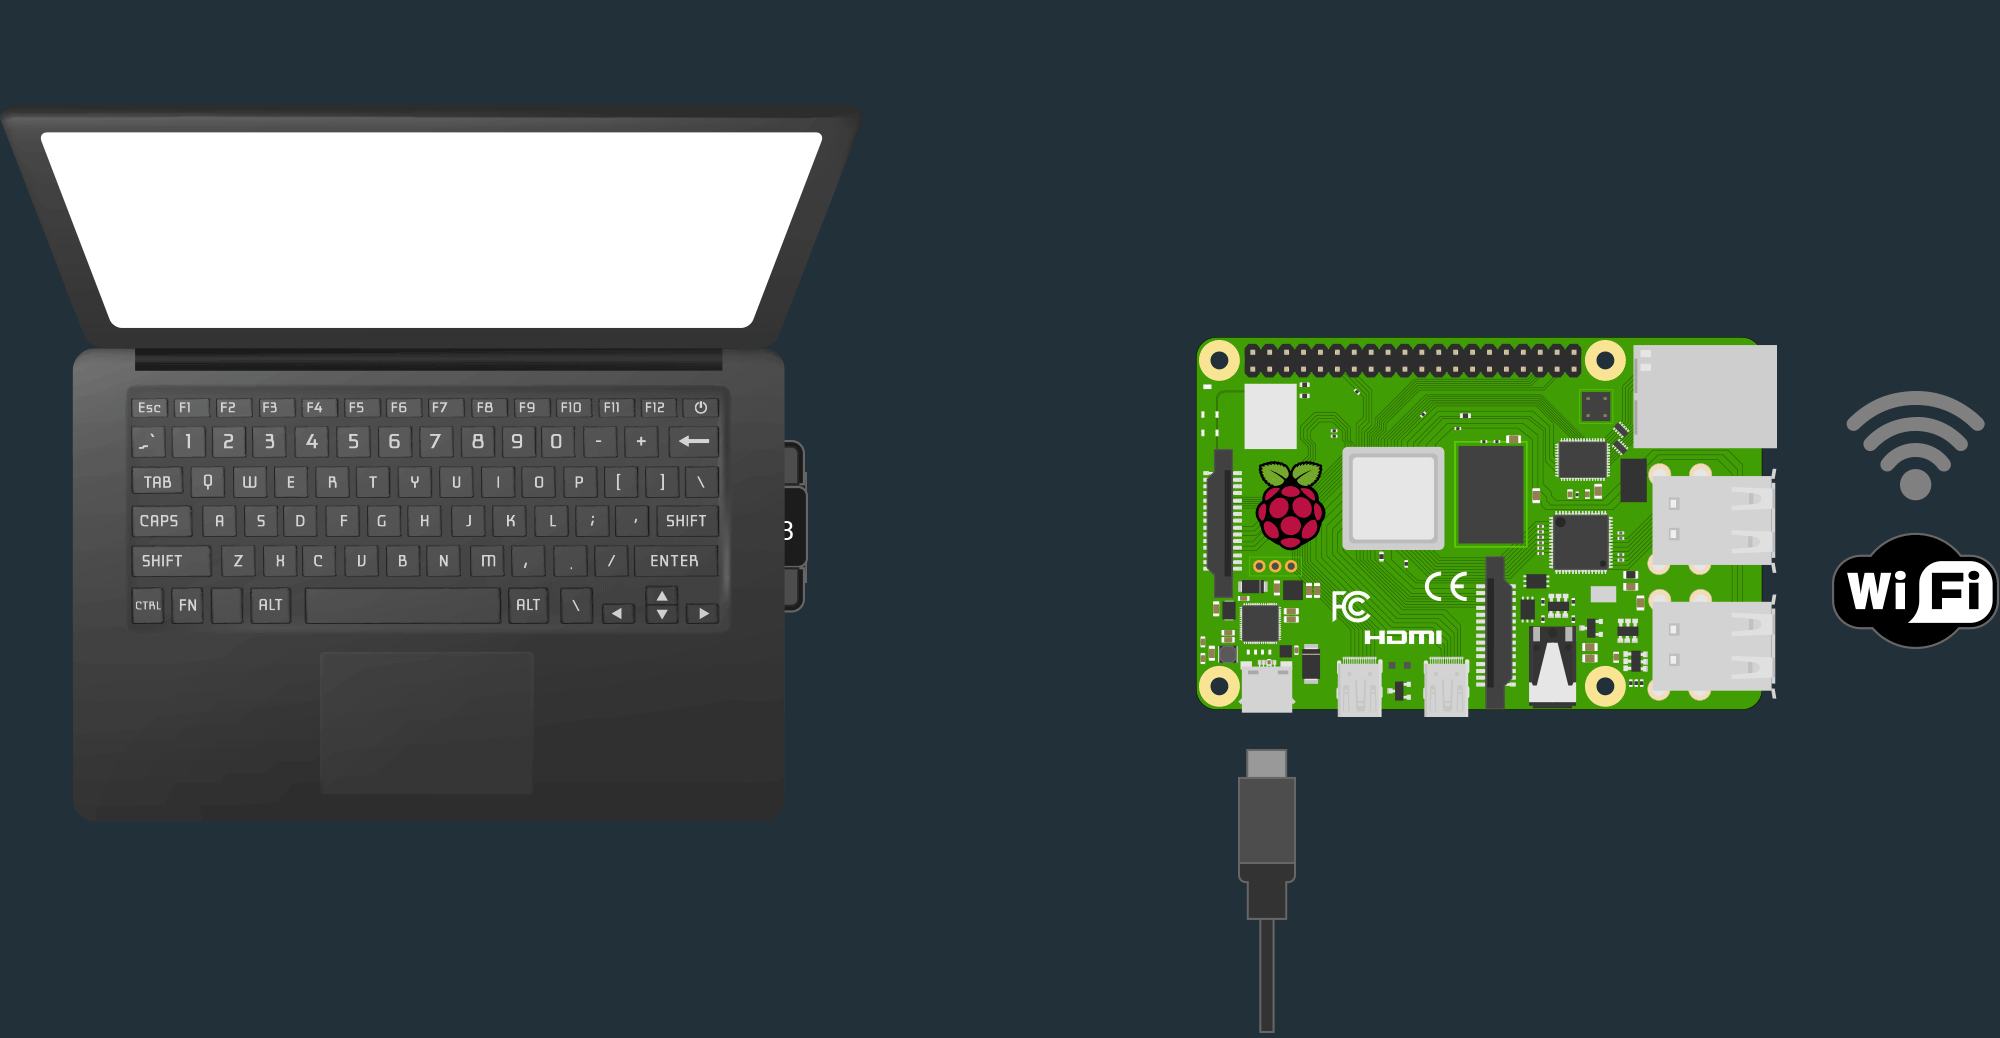 Esc F1 F2 F3 F4 F5 F6 F7 F8 F9 F10 F11 F12
1 2 3 4 5 6 7 8 9 0 - +
TAB Q W E R T Y U I O P [ ] \
CAPS A S D F G H J K L ; ' SHIFT
SHIFT Z X C V B N M , . / ENTER
CTRL FN ALT ALT \
B
FC
CE
HDMI
Wi Fi